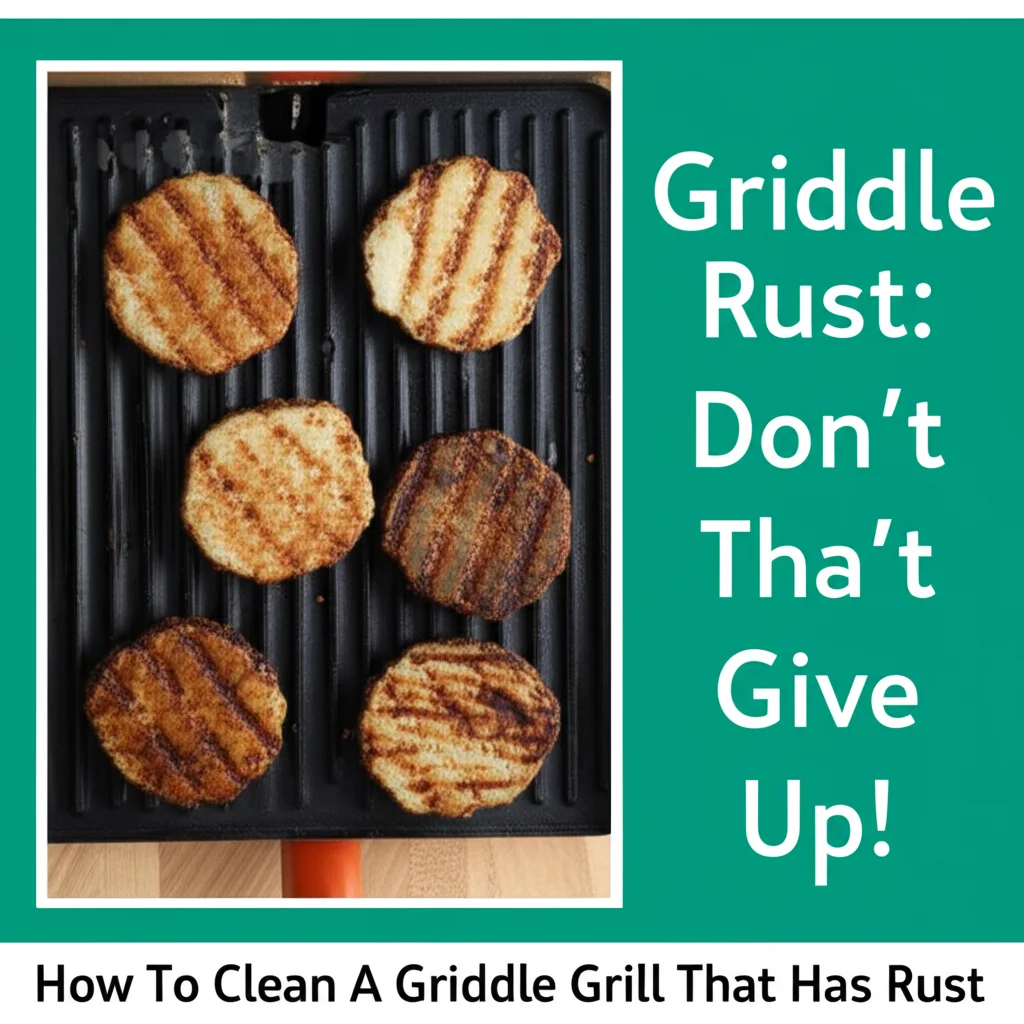 Griddle
Rust:
Don’t
Tha’t
Give
Up!
How To Clean A Griddle Grill That Has Rust